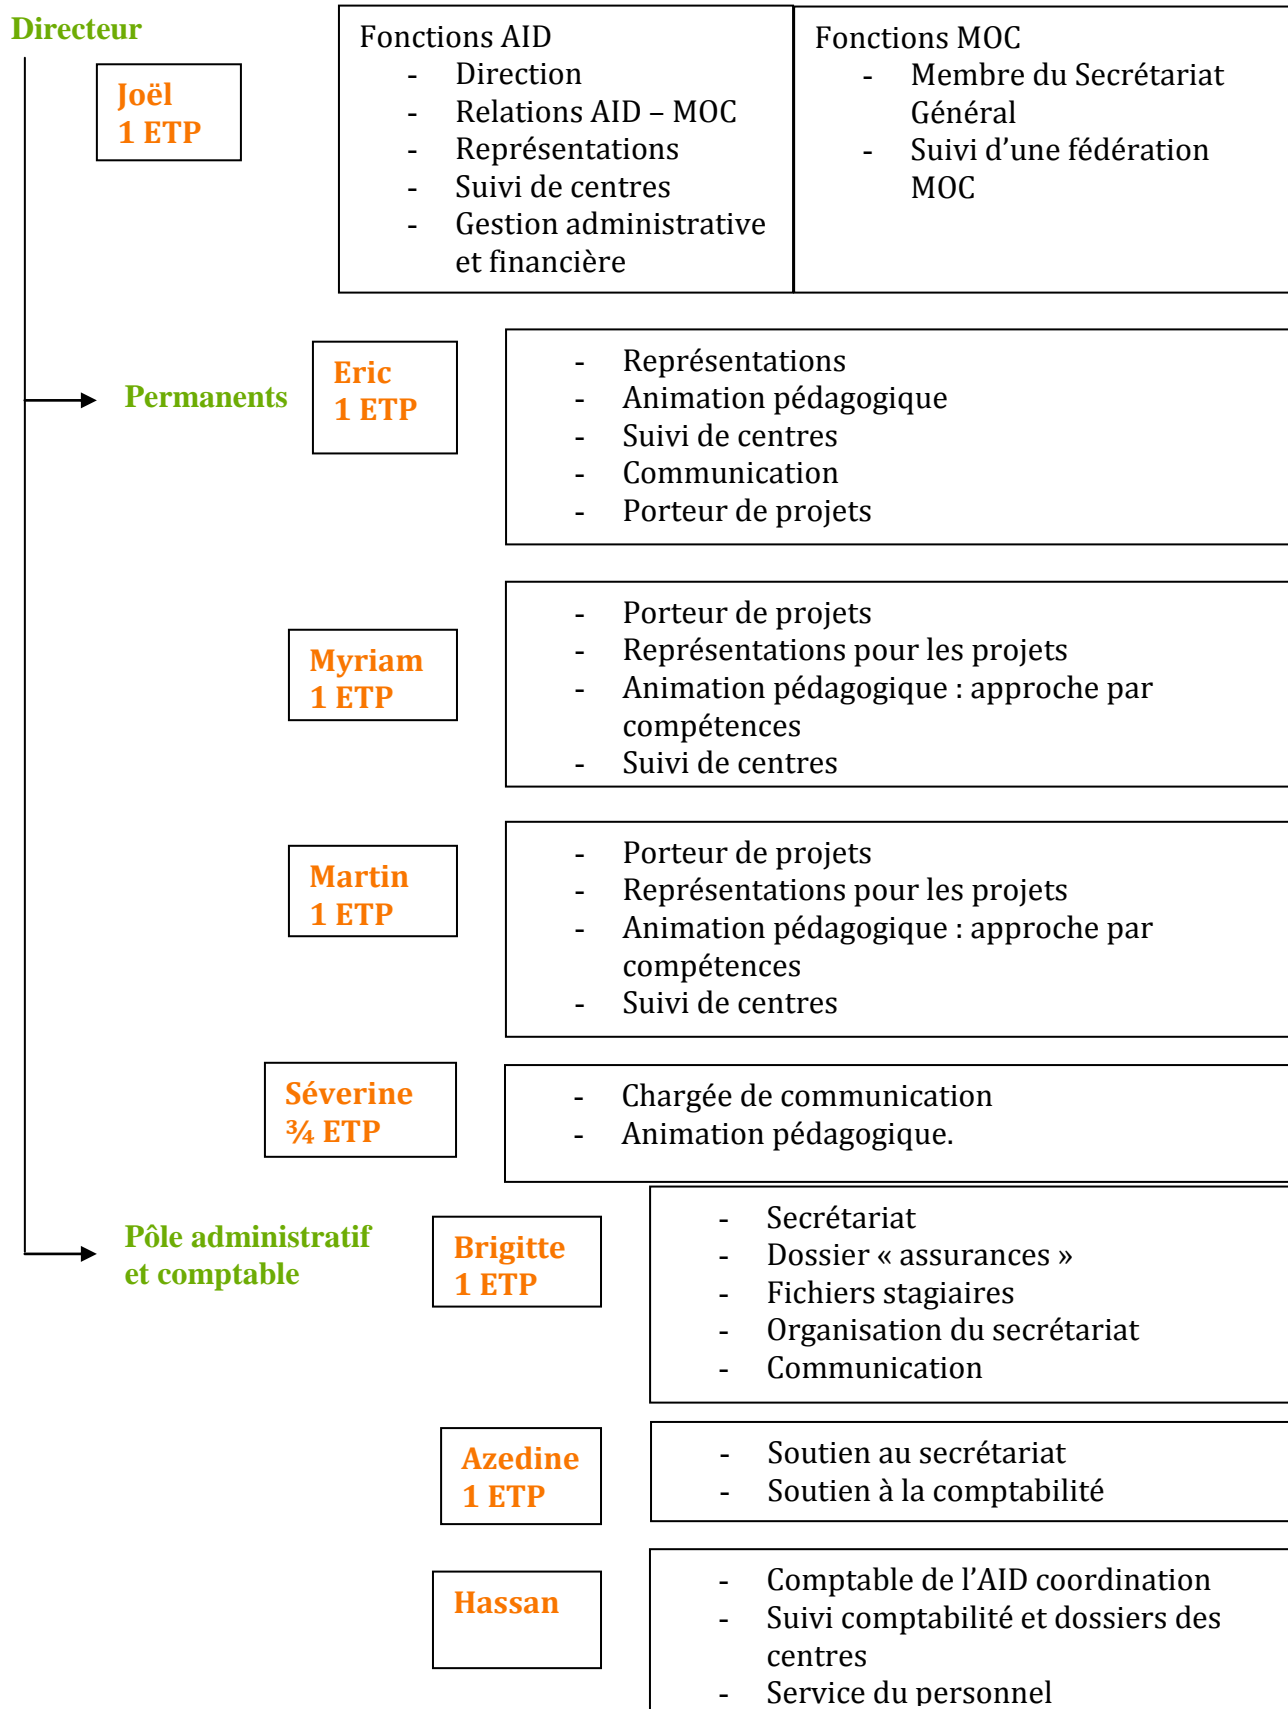 Directeur
Joël
1 ETP
Fonctions AID
- Direction
- Relations AID – MOC
- Représentations
- Suivi de centres
- Gestion administrative
et financière
Fonctions MOC
- Membre du Secrétariat
Général
- Suivi d’une fédération
MOC
Permanents
Eric
1 ETP
- Représentations
- Animation pédagogique
- Suivi de centres
- Communication
- Porteur de projets
Myriam
1 ETP
- Porteur de projets
- Représentations pour les projets
- Animation pédagogique : approche par
compétences
- Suivi de centres
Martin
1 ETP
- Porteur de projets
- Représentations pour les projets
- Animation pédagogique : approche par
compétences
- Suivi de centres
Séverine
¾ ETP
- Chargée de communication
- Animation pédagogique.
Pôle administratif
et comptable
Brigitte
1 ETP
- Secrétariat
- Dossier « assurances »
- Fichiers stagiaires
- Organisation du secrétariat
- Communication
Azedine
1 ETP
- Soutien au secrétariat
- Soutien à la comptabilité
Hassan
- Comptable de l’AID coordination
- Suivi comptabilité et dossiers des
centres
- Service du personnel